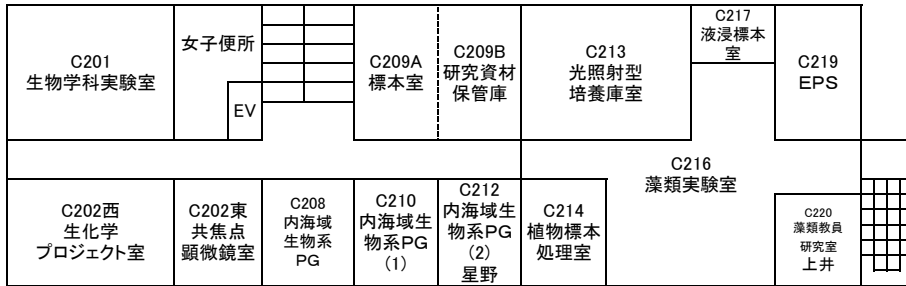 C201
生物学科実験室
女子便所
EV
C209A
標本室
C209B
研究資材
保管庫
C213
光照射型
培養庫室
C217
液浸標本
室
C219
EPS
C216
藻類実験室
C202西
生化学
プロジェクト室
C202東
共焦点
顕微鏡室
C208
内海域
生物系
PG
C210
内海域生
物系PG
(1)
C212
内海域生
物系PG
(2)
星野
C214
植物標本
処理室
C220
藻類教員
研究室
上井